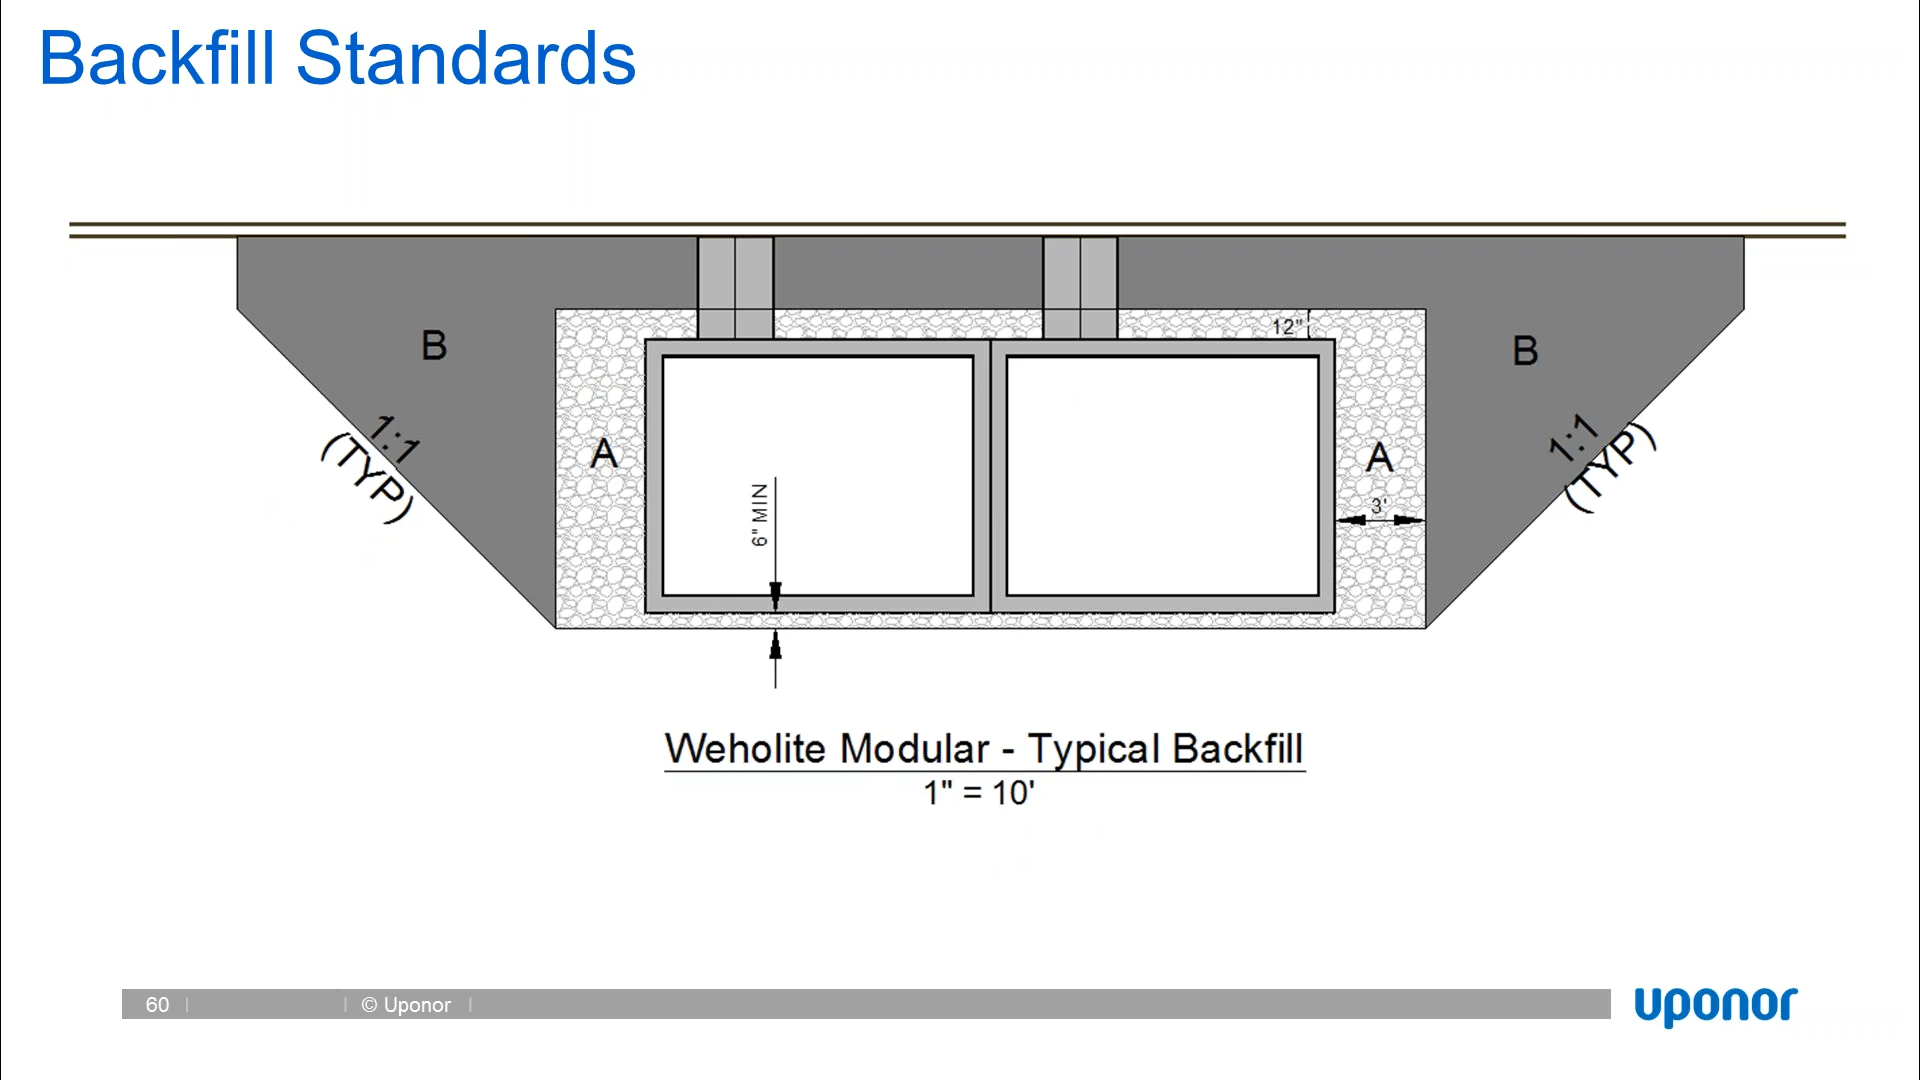 Backfill Standards
12"
B
B
1:1
(TYP)
1:1
(TYP)
A
A
3'
6" MIN
Weholite Modular - Typical Backfill
1" = 10'
60 | | © Uponor |
uponor